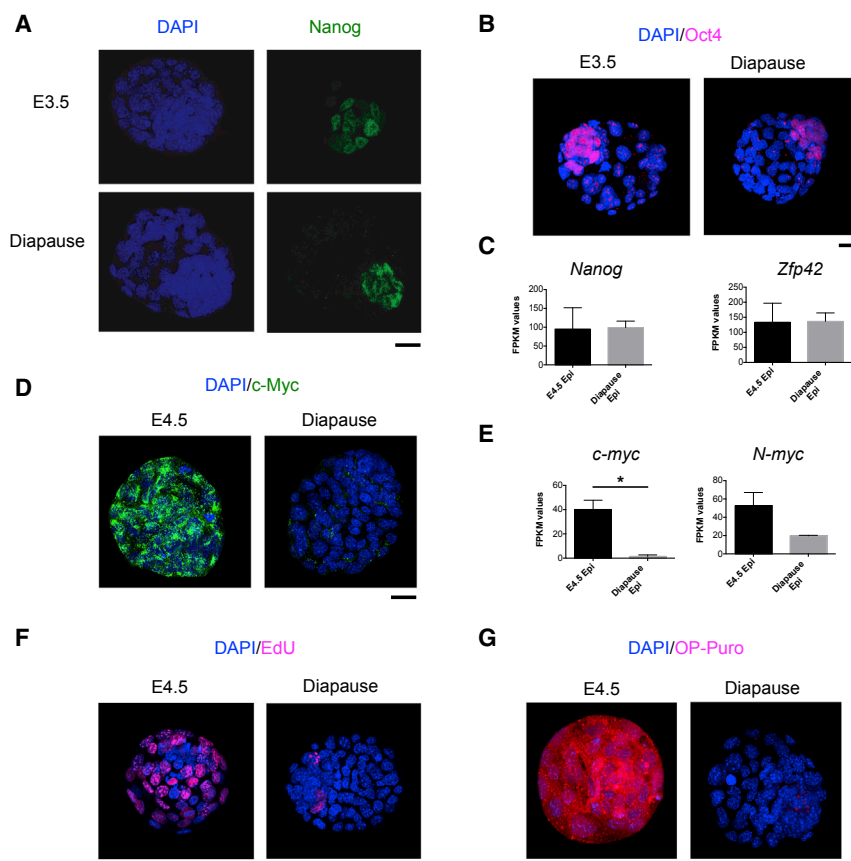 A
DAPI
Nanog
E3.5
Diapause
B
DAPI/Oct4
E3.5
Diapause
C
Nanog
FPKM values
250
200
150
100
50
0
E4.5 Epi
Diapause
Epi
Zfp42
FPKM values
250
200
150
100
50
0
E4.5 Epi
Diapause
Epi
D
DAPI/c-Myc
E4.5
Diapause
E
c-myc
*
FPKM values
60
40
20
0
E4.5 Epi
Diapause
Epi
N-myc
FPKM values
80
60
40
20
0
E4.5 Epi
Diapause
Epi
F
DAPI/EdU
E4.5
Diapause
G
DAPI/OP-Puro
E4.5
Diapause